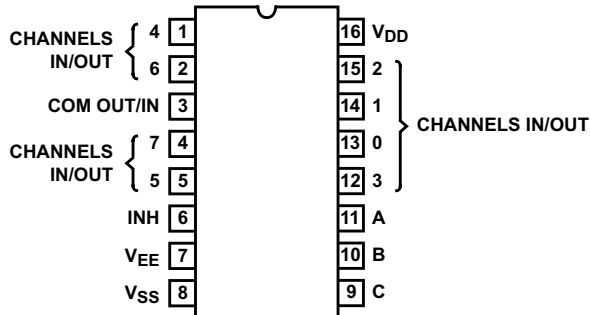 CHANNELS
IN/OUT
4 1
6 2
COM OUT/IN 3
CHANNELS
IN/OUT
7 4
5 5
INH 6
VEE 7
VSS 8
16 VDD
15 2
14 1
13 0
12 3
CHANNELS IN/OUT
11 A
10 B
9 C